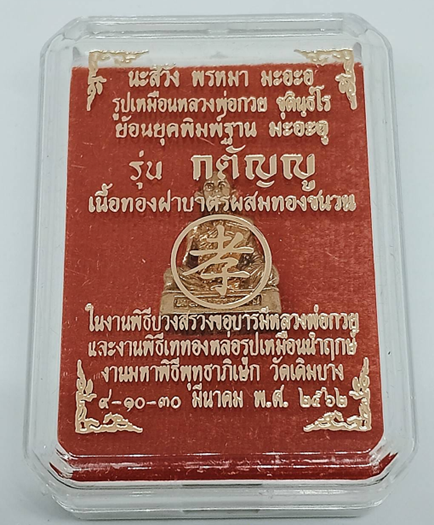 นะสีวัง พรหมา มะอะอุ
รูปเหมือนหลวงพ่อกวย ชุตินฺธโร
ย้อนยุคพิมพ์ฐาน มะอะอุ
รุ่น กตัญญู
เนื้อทองฝาบาตรผสมทองชนวน
孝
ในงานพิธีบวงสรวงขอบารมีหลวงพ่อกวย
และงานพิธีเททองหล่อรูปเหมือนนำฤกษ์
งานมหาพิธีพุทธาภิเษก วัดเดิมบาง
๙-๑๐-๓๐ มีนาคม พ.ศ. ๒๕๖๒